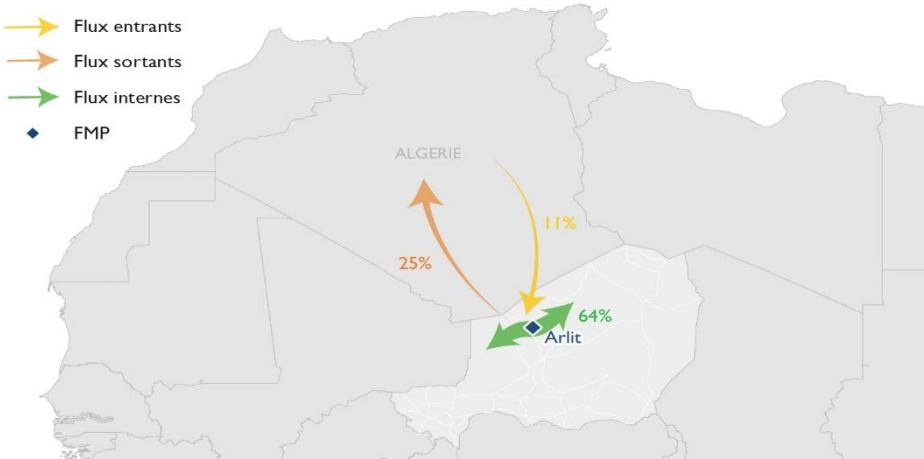 Flux entrants
Flux sortants
Flux internes
FMP
ALGERIE
11%
25%
64%
Arlit